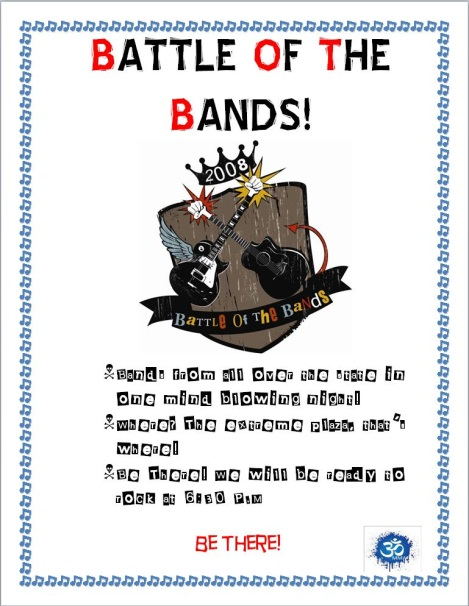 BATTLE OF THE
BANDS!
2008
BATTLE Of THE BANDS
Bands from all over the state in
one mind blowing night!
Where? The extreme plaza, that's
where!
Be There! we will be ready to
rock at 6:30 P.M
BE THERE!
ॐ